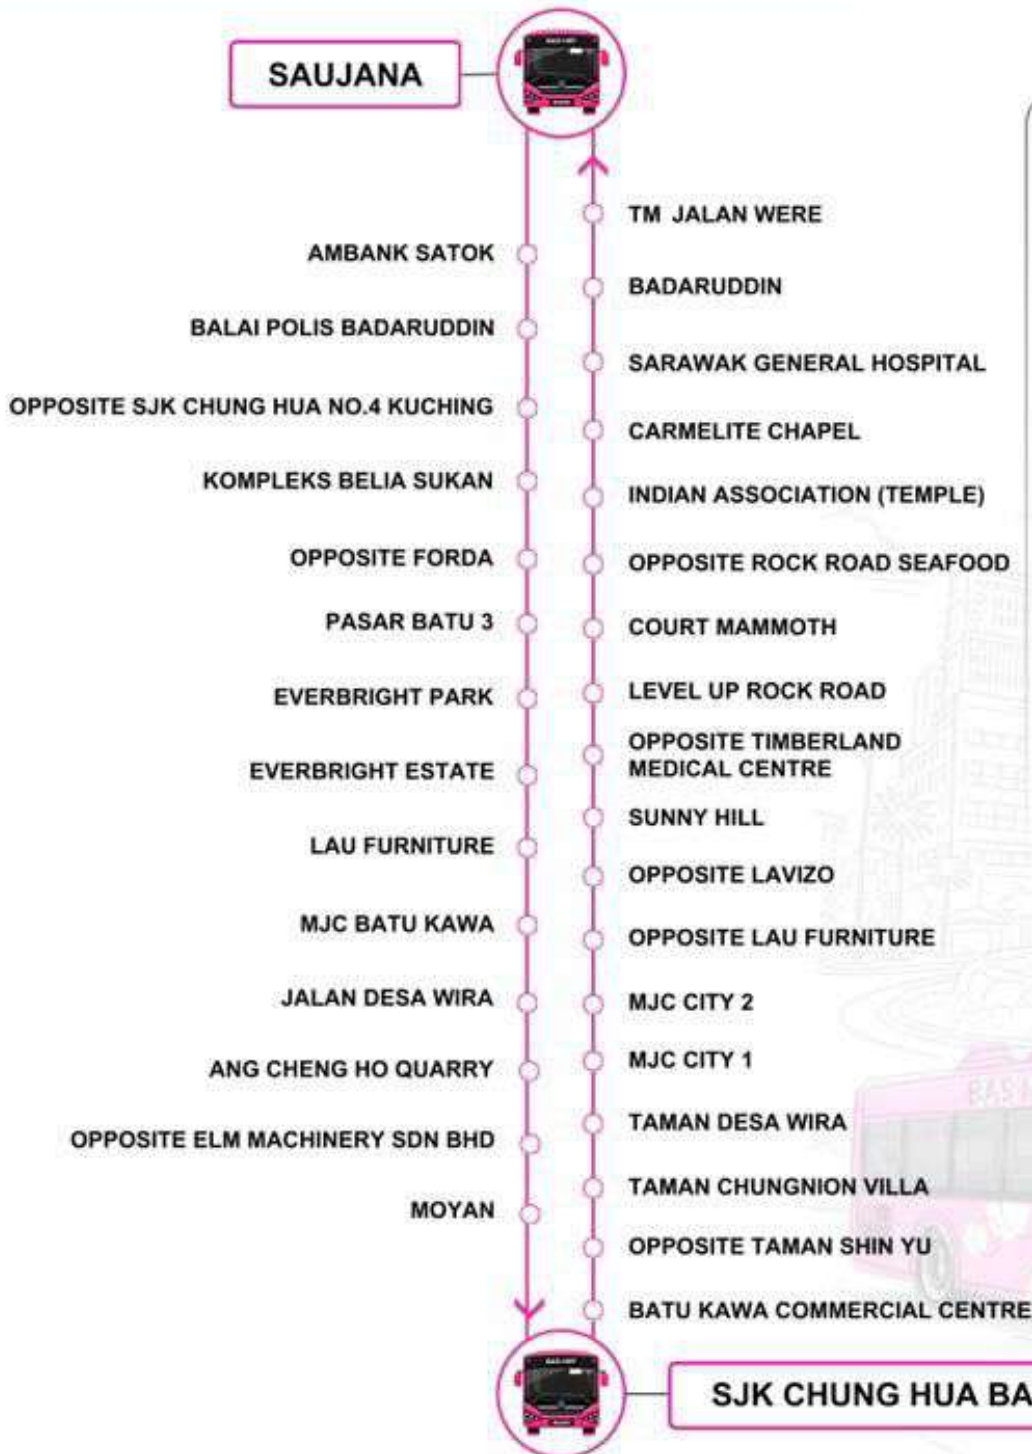 SAUJANA
AMBANK SATOK
BALAI POLIS BADARUDDIN
OPPOSITE SJK CHUNG HUA NO.4 KUCHING
KOMPLEKS BELIA SUKAN
OPPOSITE FORDA
PASAR BATU 3
EVERBRIGHT PARK
EVERBRIGHT ESTATE
LAU FURNITURE
MJC BATU KAWA
JALAN DESA WIRA
ANG CHENG HO QUARRY
OPPOSITE ELM MACHINERY SDN BHD
MOYAN
TM JALAN WERE
BADARUDDIN
SARAWAK GENERAL HOSPITAL
CARMELITE CHAPEL
INDIAN ASSOCIATION (TEMPLE)
OPPOSITE ROCK ROAD SEAFOOD
COURT MAMMOTH
LEVEL UP ROCK ROAD
OPPOSITE TIMBERLAND
MEDICAL CENTRE
SUNNY HILL
OPPOSITE LAVIZO
OPPOSITE LAU FURNITURE
MJC CITY 2
MJC CITY 1
TAMAN DESA WIRA
TAMAN CHUNGNION VILLA
OPPOSITE TAMAN SHIN YU
BATU KAWA COMMERCIAL CENTRE
SJK CHUNG HUA BA